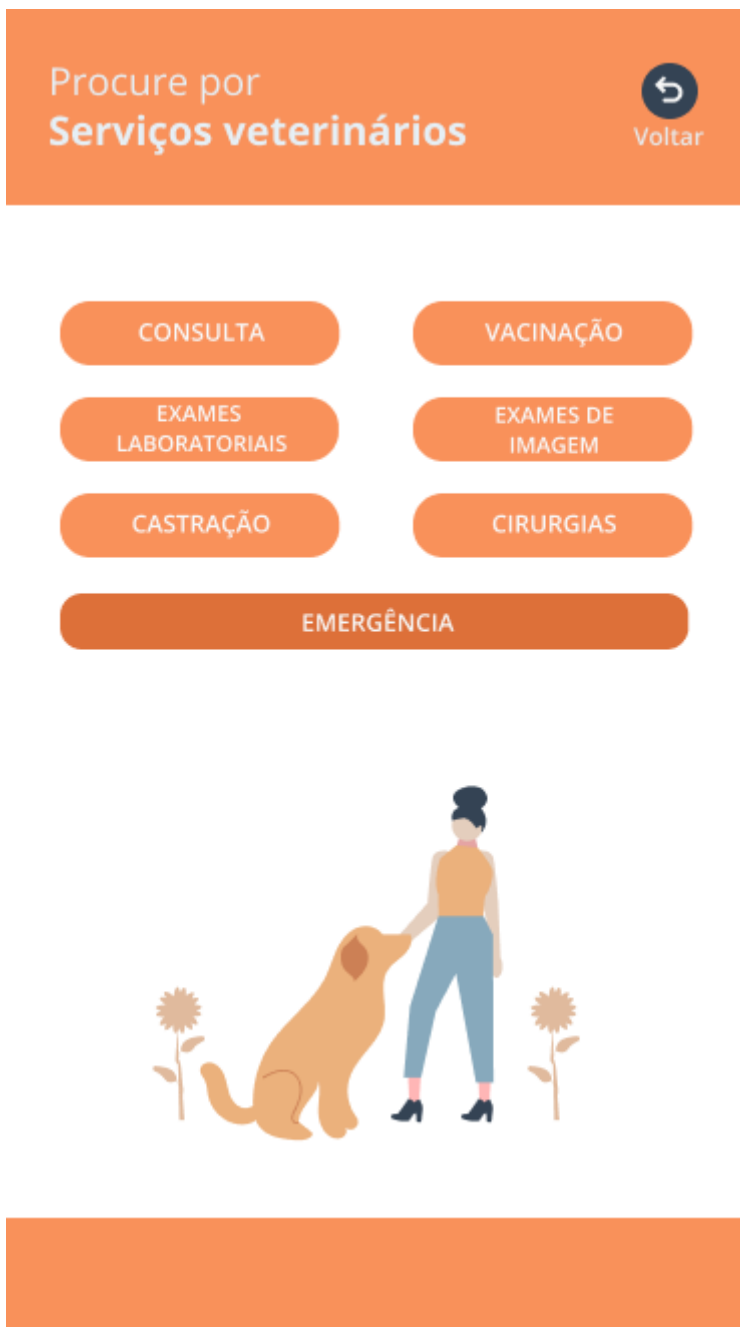 Procure por
Serviços veterinários
Voltar
CONSULTA
VACINAÇÃO
EXAMES
LABORATORIAIS
EXAMES DE
IMAGEM
CASTRAÇÃO
CIRURGIAS
EMERGÊNCIA